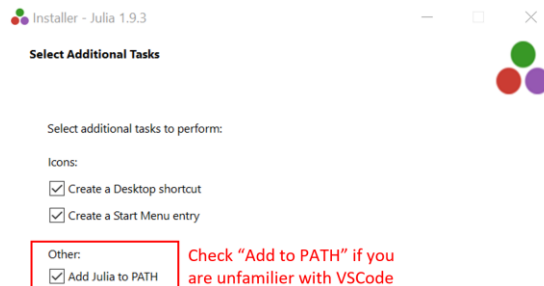 Installer - Julia 1.9.3
Select Additional Tasks
Select additional tasks to perform:
Icons:
Create a Desktop shortcut
Create a Start Menu entry
Other:
Add Julia to PATH
Check “Add to PATH” if you
are unfamilier with VSCode